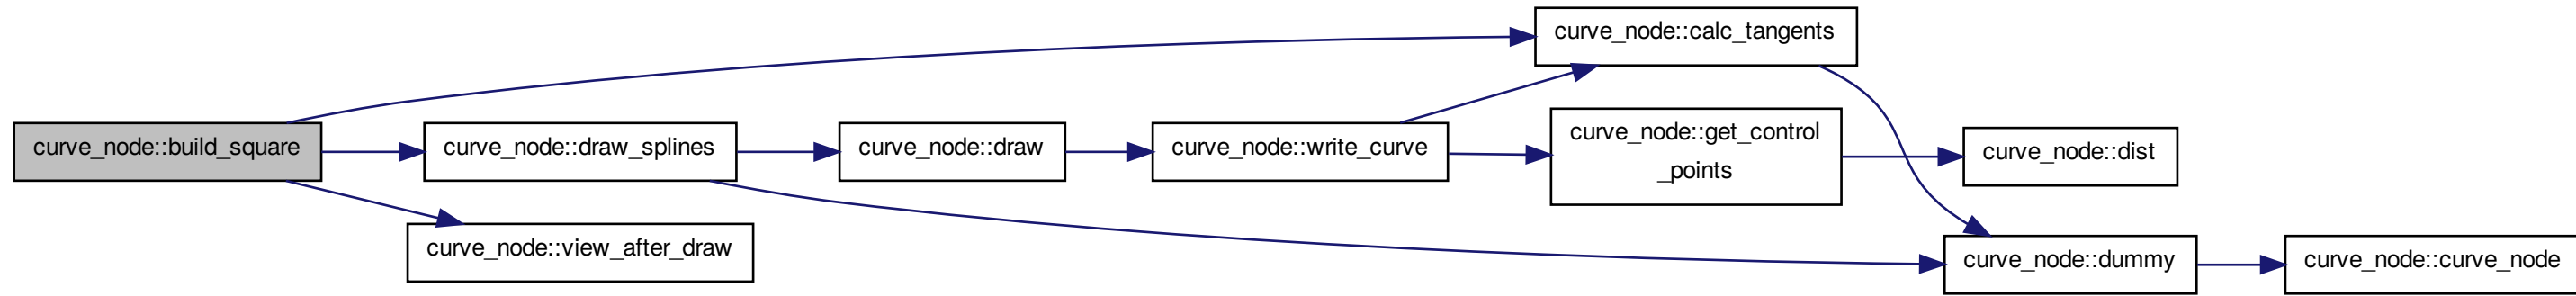 curve_node::build_square
curve_node::calc_tangents
curve_node::draw_splines
curve_node::draw
curve_node::write_curve
curve_node::get_control
_points
curve_node::dist
curve_node::view_after_draw
curve_node::dummy
curve_node::curve_node